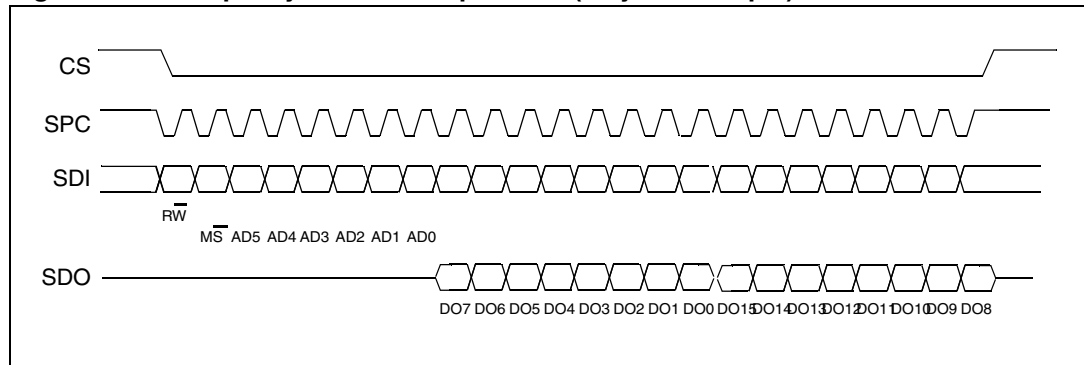 CS
SPC
SDI
RW
MS AD5 AD4 AD3 AD2 AD1 AD0
SDO
DO7 DO6 DO5 DO4 DO3 DO2 DO1 DO0 DO15 DO14 DO13 DO12 DO11 DO10 DO9 DO8